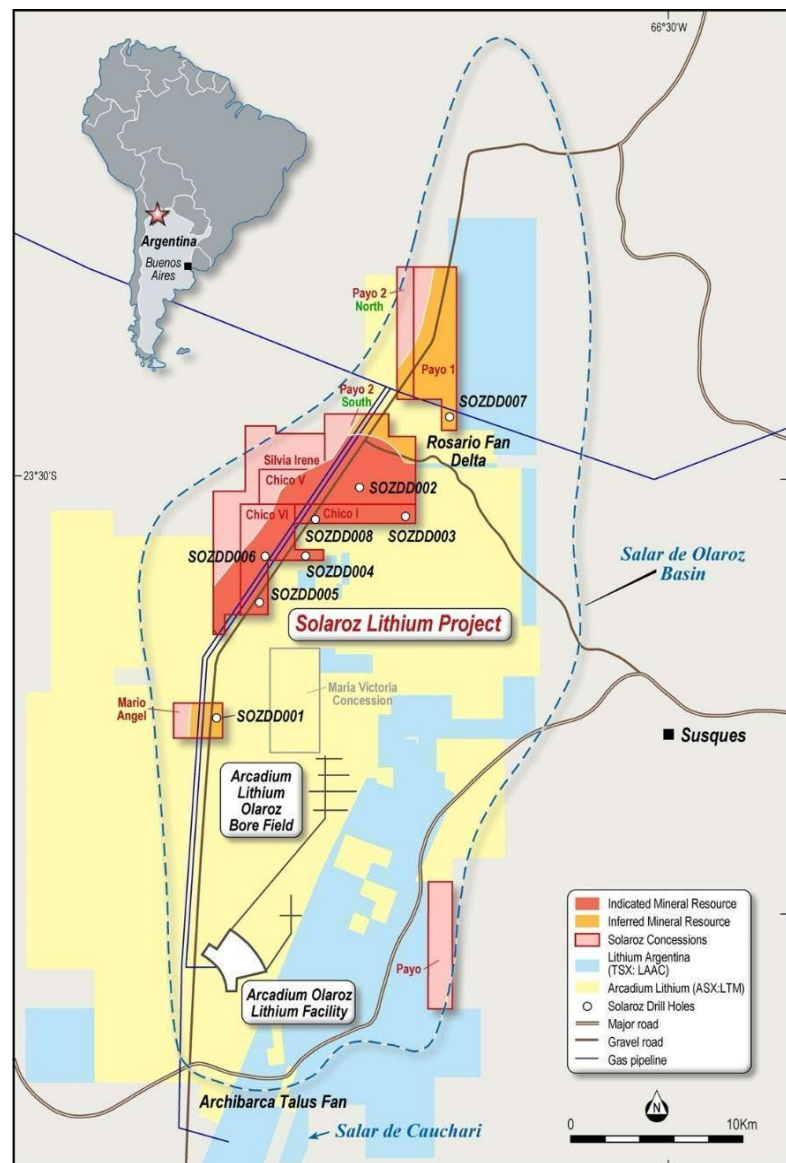 66°30'W
Argentina
Buenos
Aires
Payo 2
North
Payo 1
Payo 2
South
SOZDD007
Rosario Fan
Delta
23°30'S
Silvia Irene
Chico V
SOZDD002
Chico VI
Chico I
SOZDD008
SOZDD003
SOZDD006
SOZDD004
SOZDD005
Salar de Olaroz
Basin
Solaroz Lithium Project
Maria Victoria
Concession
Mario
Angel
SOZDD001
Susques
Arcadium
Lithium
Olaroz
Bore Field
Payo
Arcadium Olaroz
Lithium Facility
Archibarca Talus Fan
Salar de Cauchari
Indicated Mineral Resource
Inferred Mineral Resource
Solaroz Concessions
Lithium Argentina
(TSX: LAAC)
Arcadium Lithium (ASX:LTM)
Solaroz Drill Holes
Major road
Gravel road
Gas pipeline
N
0 10Km